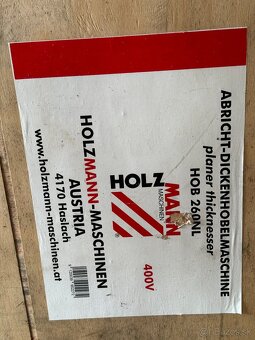 ABRICHT-DICKENHOBELMASCHINE
planer thicknesser
HOB 260NL
HOLZ
MANN
MASCHINEN
400V
HOLZMANN-MASCHINEN
AUSTRIA
4170 Haslach
www.holzmann-maschinen.at